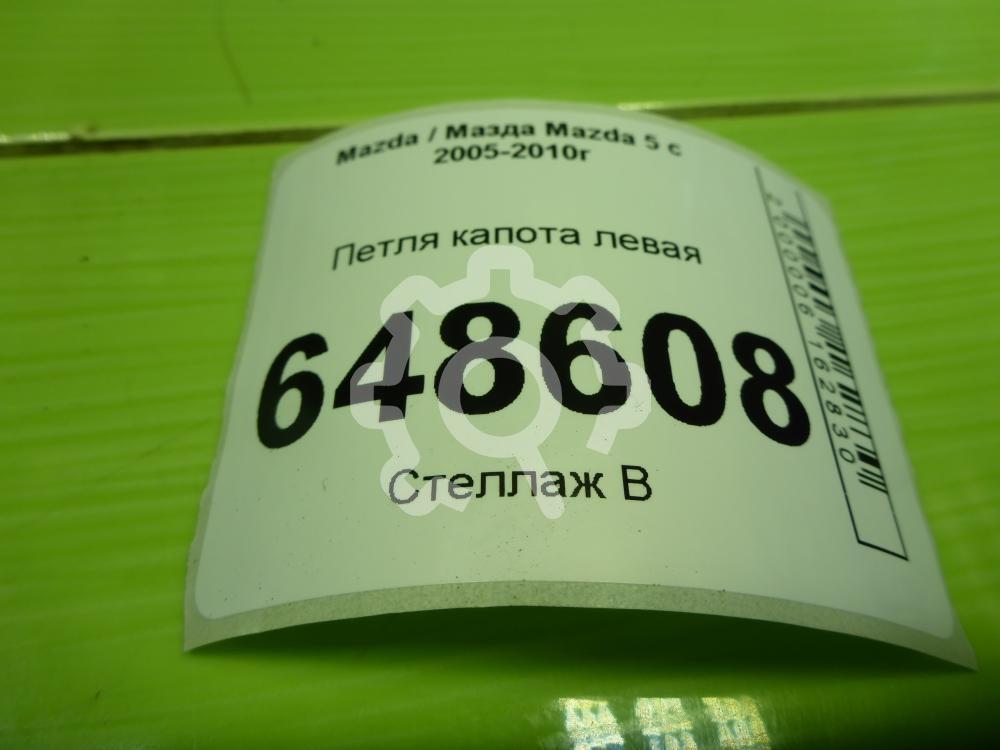 Mazda / Мазда Mazda 5 с
2005-2010г
Петля капота левая
648608
Стеллаж В
2000006162830